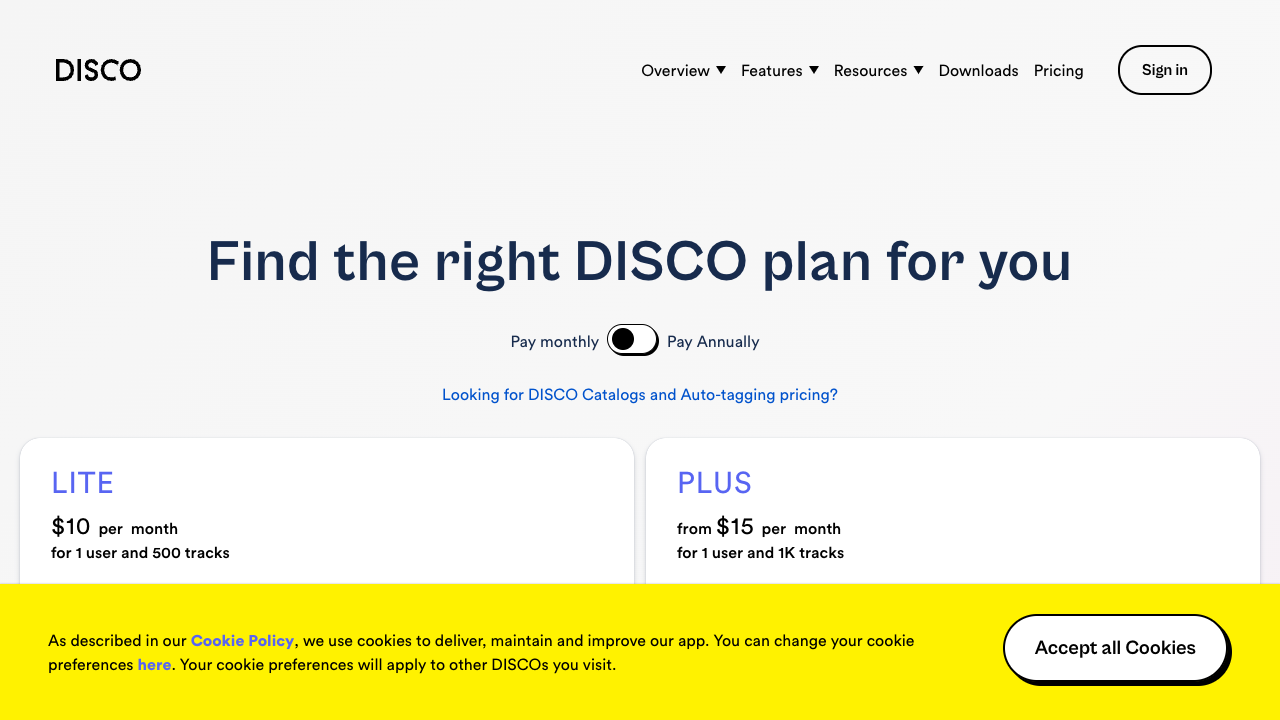 DISCO
Overview
Features
Resources
Downloads
Pricing
Sign in
Find the right DISCO plan for you
Pay monthly
Pay Annually
Looking for DISCO Catalogs and Auto-tagging pricing?
LITE
$10 per month
for 1 user and 500 tracks
PLUS
from $15 per month
for 1 user and 1K tracks
As described in our Cookie Policy, we use cookies to deliver, maintain and improve our app. You can change your cookie
preferences here. Your cookie preferences will apply to other DISCOs you visit.
Accept all Cookies